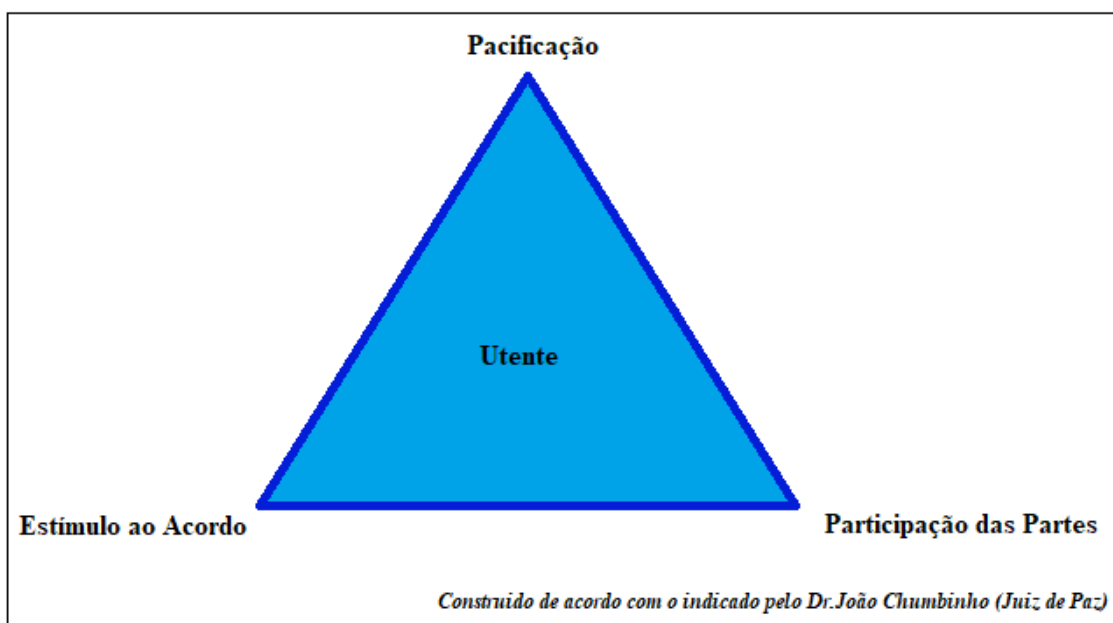 Pacificação
Utente
Estímulo ao Acordo
Participação das Partes
Construido de acordo com o indicado pelo Dr.João Chumbinho (Juiz de Paz)